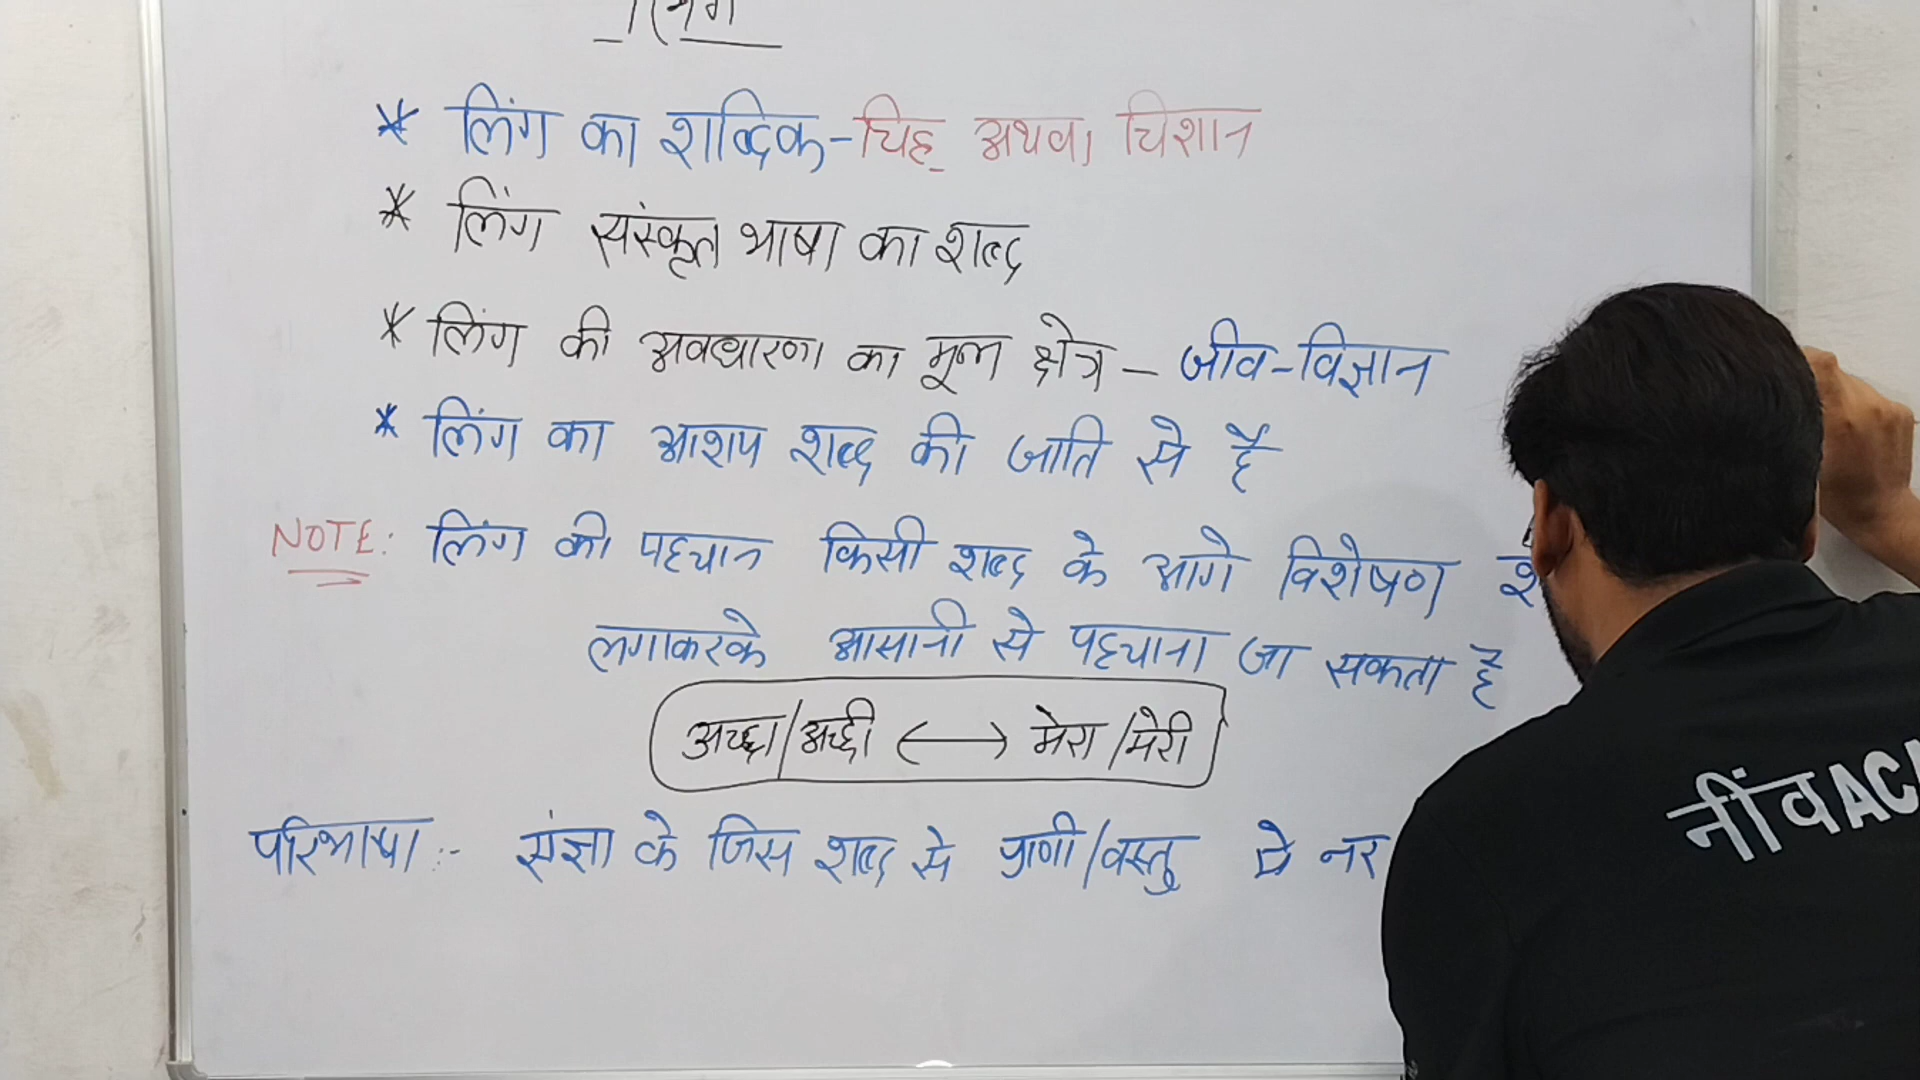 लिंग
* लिंग का शाब्दिक - चिह्न अथवा निशान
* लिंग संस्कृत भाषा का शब्द
* लिंग की अवधारणा का मूल क्षेत्र - जीव-विज्ञान
* लिंग का आशय शब्द की जाति से है
NOTE: लिंग की पहचान किसी शब्द के आगे विशेषण
लगाकरके आसानी से पहचाना जा सकता है
अच्छा/अच्छी ←→ मेरा/मेरी
परिभाषा :- संज्ञा के जिस शब्द से प्राणी/वस्तु के नर
नींव